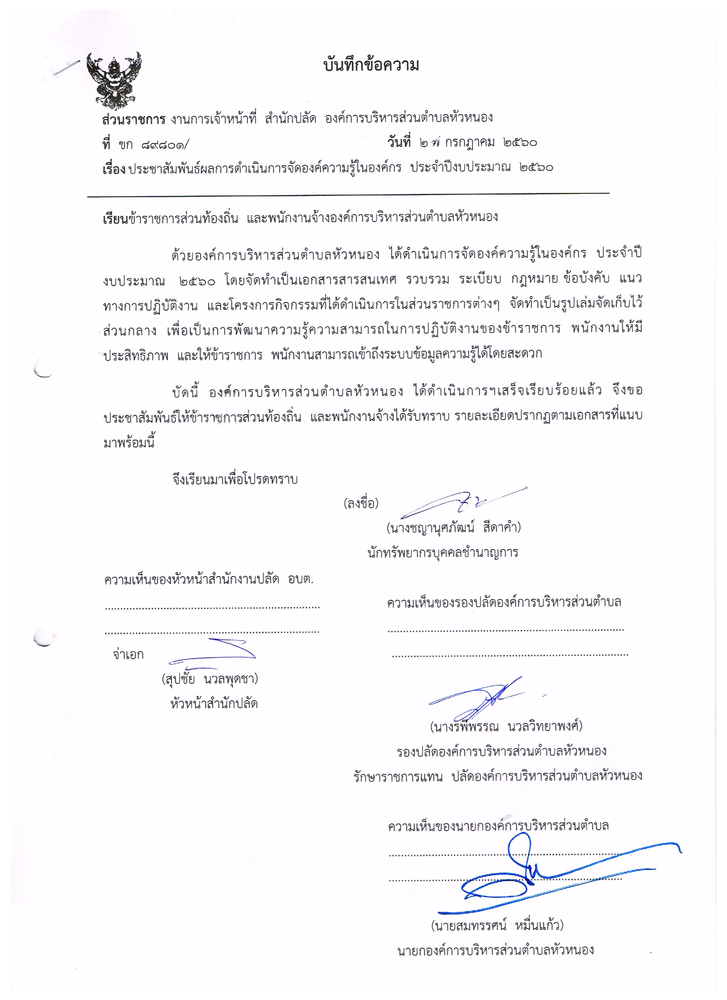 บันทึกข้อความ
ส่วนราชการ งานการเจ้าหน้าที่ สำนักปลัด องค์การบริหารส่วนตำบลหัวหนอง
ที่ ขก ๘๙๘๐๑/ วันที่ ๒๗ กรกฎาคม ๒๕๖๐
เรื่อง ประชาสัมพันธ์ผลการดำเนินการจัดองค์ความรู้ในองค์กร ประจำปีงบประมาณ ๒๕๖๐
เรียนข้าราชการส่วนท้องถิ่น และพนักงานจ้างองค์การบริหารส่วนตำบลหัวหนอง
ด้วยองค์การบริหารส่วนตำบลหัวหนอง ได้ดำเนินการจัดองค์ความรู้ในองค์กร ประจำปี
งบประมาณ ๒๕๖๐ โดยจัดทำเป็นเอกสารสารสนเทศ รวบรวม ระเบียบ กฎหมาย ข้อบังคับ แนว
ทางการปฏิบัติงาน และโครงการกิจกรรมที่ได้ดำเนินการในส่วนราชการต่างๆ จัดทำเป็นรูปเล่มจัดเก็บไว้
ส่วนกลาง เพื่อเป็นการพัฒนาความรู้ความสามารถในการปฏิบัติงานของข้าราชการ พนักงานให้มี
ประสิทธิภาพ และให้ข้าราชการ พนักงานสามารถเข้าถึงระบบข้อมูลความรู้ได้โดยสะดวก
บัดนี้ องค์การบริหารส่วนตำบลหัวหนอง ได้ดำเนินการฯเสร็จเรียบร้อยแล้ว จึงขอ
ประชาสัมพันธ์ให้ข้าราชการส่วนท้องถิ่น และพนักงานจ้างได้รับทราบ รายละเอียดปรากฏตามเอกสารที่แนบ
มาพร้อมนี้
จึงเรียนมาเพื่อโปรดทราบ
(ลงชื่อ)
(นางชญานุศภัฒน์ สีดาคำ)
นักทรัพยากรบุคคลชำนาญการ
ความเห็นของหัวหน้าสำนักงานปลัด อบต.
......................................................................
......................................................................
จ่าเอก
(สุปชัย นวลพุดชา)
หัวหน้าสำนักปลัด
ความเห็นของรองปลัดองค์การบริหารส่วนตำบล
.............................................................................
.............................................................................
(นางรพีพรรณ นวลวิทยาพงศ์)
รองปลัดองค์การบริหารส่วนตำบลหัวหนอง
รักษาราชการแทน ปลัดองค์การบริหารส่วนตำบลหัวหนอง
ความเห็นของนายกองค์การบริหารส่วนตำบล
.............................................................................
.............................................................................
(นายสมทรรศน์ หมื่นแก้ว)
นายกองค์การบริหารส่วนตำบลหัวหนอง